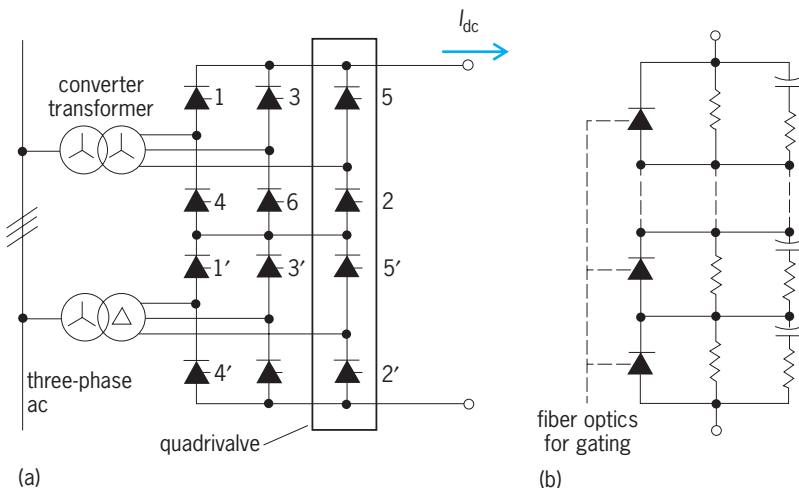 I dc
converter
transformer
1
3
5
4
6
2
1′
3′
5′
4′
2′
three-phase
ac
quadrivalve
(a)
fiber optics
for gating
(b)